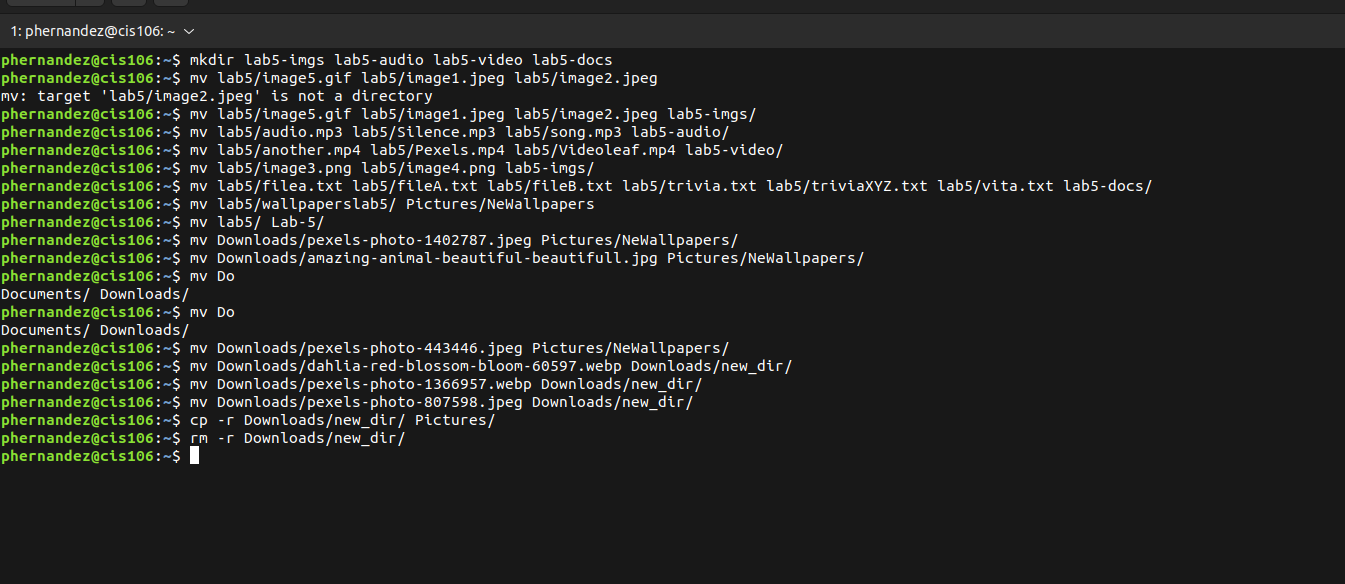 1: phernandez@cis106: ~
phernandez@cis106:~$ mkdir lab5-imgs lab5-audio lab5-video lab5-docs
phernandez@cis106:~$ mv lab5/image5.gif lab5/image1.jpeg lab5/image2.jpeg
mv: target 'lab5/image2.jpeg' is not a directory
phernandez@cis106:~$ mv lab5/image5.gif lab5/image1.jpeg lab5/image2.jpeg lab5-imgs/
phernandez@cis106:~$ mv lab5/audio.mp3 lab5/Silence.mp3 lab5/song.mp3 lab5-audio/
phernandez@cis106:~$ mv lab5/another.mp4 lab5/Pexels.mp4 lab5/Videoleaf.mp4 lab5-video/
phernandez@cis106:~$ mv lab5/image3.png lab5/image4.png lab5-imgs/
phernandez@cis106:~$ mv lab5/filea.txt lab5/fileA.txt lab5/fileB.txt lab5/trivia.txt lab5/triviaXYZ.txt lab5/vita.txt lab5-docs/
phernandez@cis106:~$ mv lab5/wallpaperslab5/ Pictures/NeWallpapers
phernandez@cis106:~$ mv lab5/ Lab-5/
phernandez@cis106:~$ mv Downloads/pexels-photo-1402787.jpeg Pictures/NeWallpapers/
phernandez@cis106:~$ mv Downloads/amazing-animal-beautiful-beautifull.jpg Pictures/NeWallpapers/
phernandez@cis106:~$ mv Do
Documents/ Downloads/
phernandez@cis106:~$ mv Do
Documents/ Downloads/
phernandez@cis106:~$ mv Downloads/pexels-photo-443446.jpeg Pictures/NeWallpapers/
phernandez@cis106:~$ mv Downloads/dahlia-red-blossom-bloom-60597.webp Downloads/new_dir/
phernandez@cis106:~$ mv Downloads/pexels-photo-1366957.webp Downloads/new_dir/
phernandez@cis106:~$ mv Downloads/pexels-photo-807598.jpeg Downloads/new_dir/
phernandez@cis106:~$ cp -r Downloads/new_dir/ Pictures/
phernandez@cis106:~$ rm -r Downloads/new_dir/
phernandez@cis106:~$